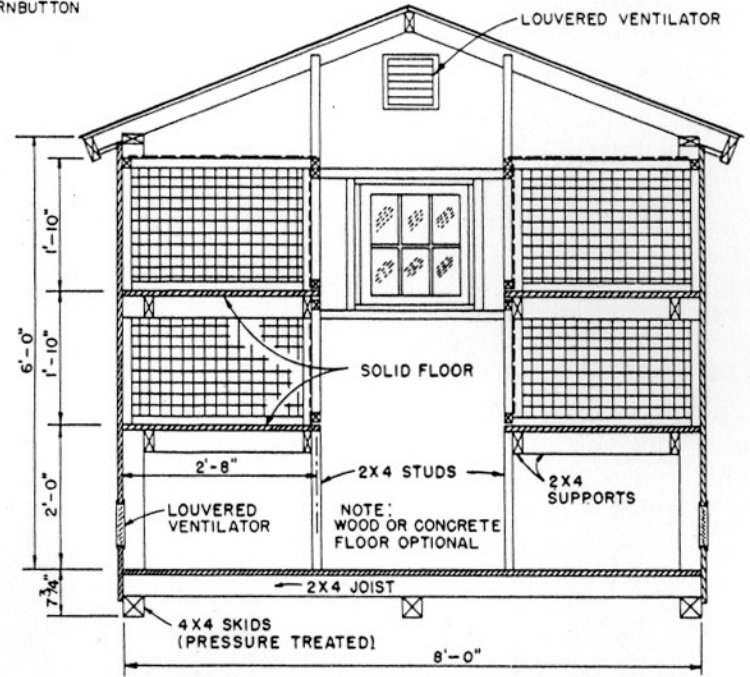 RNBUTTON
LOUVERED VENTILATOR
1'-10"
6'-0"
1'-10"
SOLID FLOOR
2'-8"
2X4 STUDS
2X4
SUPPORTS
2'-0"
LOUVERED
VENTILATOR
NOTE:
WOOD OR CONCRETE
FLOOR OPTIONAL
7¾"
2X4 JOIST
4X4 SKIDS
(PRESSURE TREATED)
8'-0"